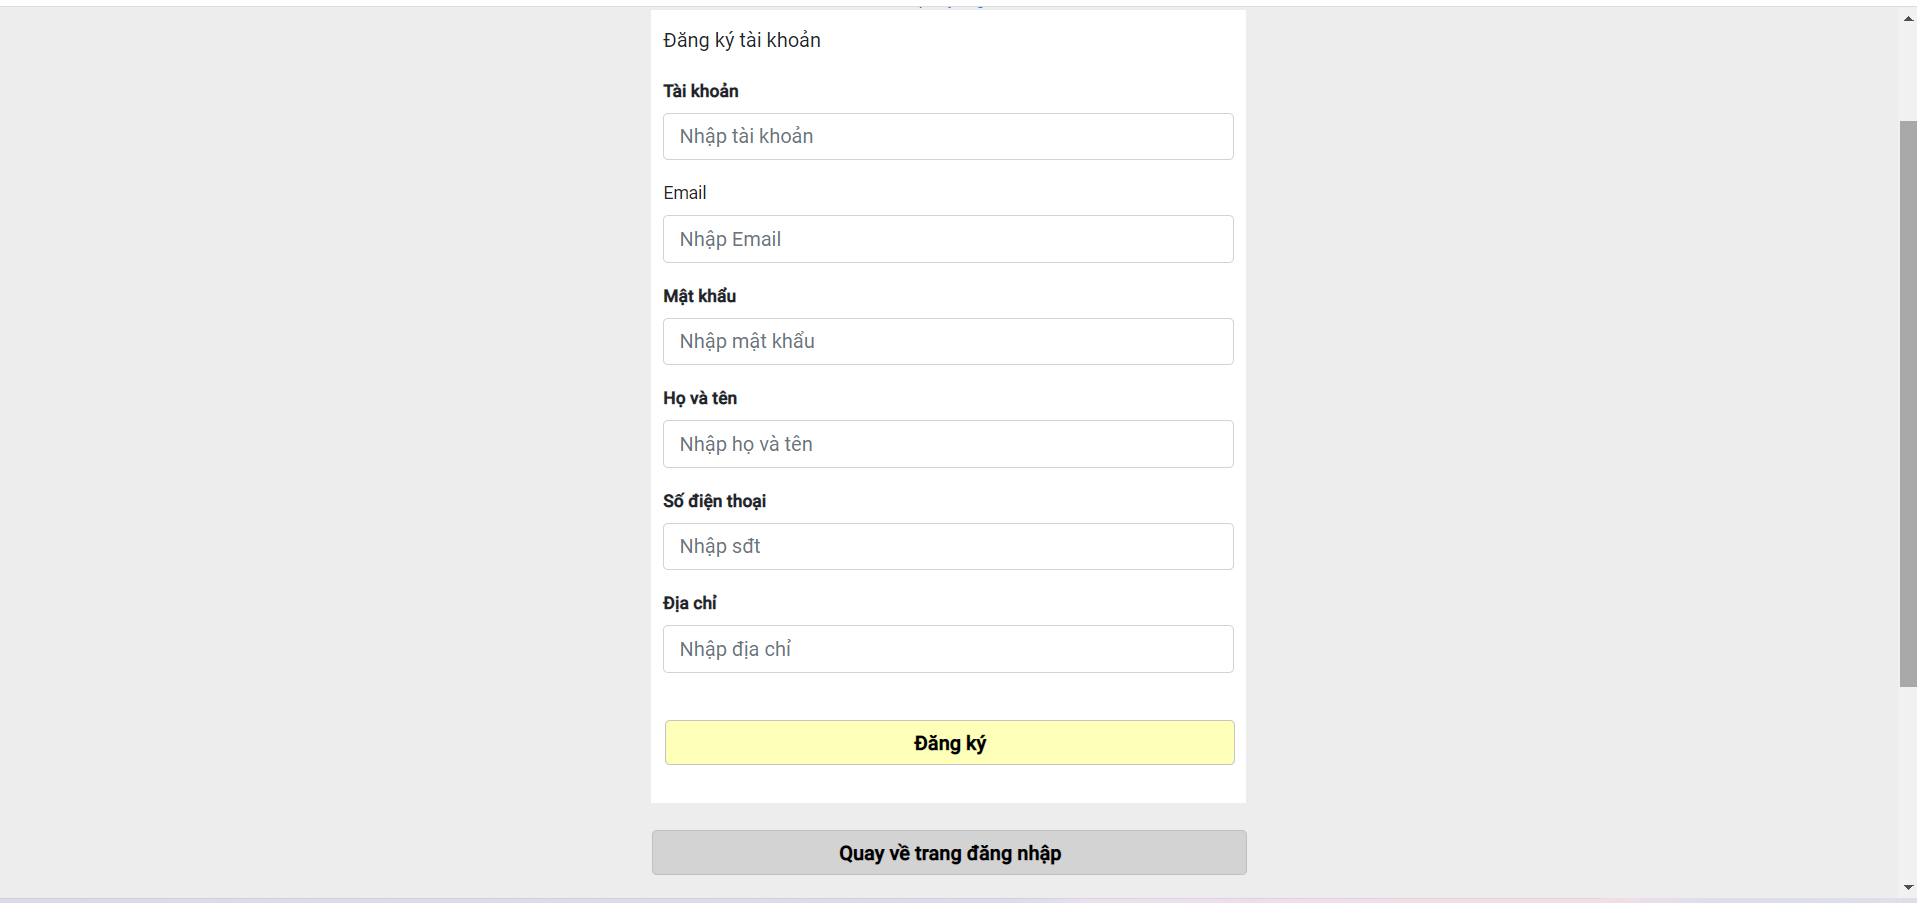 Đăng ký tài khoản
Tài khoản
Nhập tài khoản
Email
Nhập Email
Mật khẩu
Nhập mật khẩu
Họ và tên
Nhập họ và tên
Số điện thoại
Nhập sđt
Địa chỉ
Nhập địa chỉ
Đăng ký
Quay về trang đăng nhập